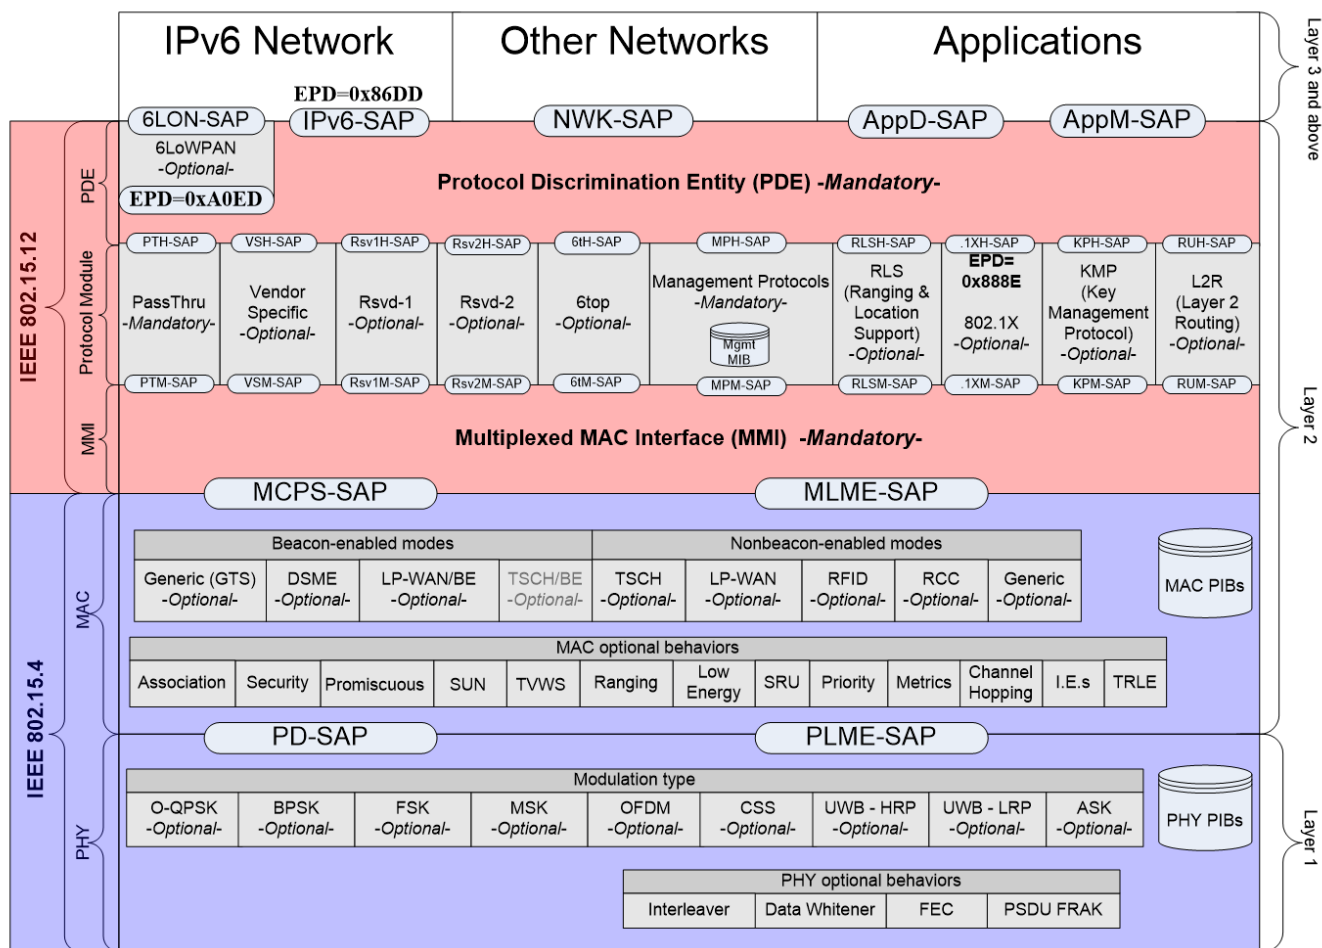 IPv6 Network
Other Networks
Applications
Layer 3 and above
EPD=0x86DD
6LON-SAP
IPv6-SAP
NWK-SAP
AppD-SAP
AppM-SAP
6LoWPAN
-Optional-
EPD=0xA0ED
Protocol Discrimination Entity (PDE) -Mandatory-
PDE
IEEE 802.15.12
Protocol Module
MMI
Layer 2
PTH-SAP
VSH-SAP
Rsv1H-SAP
Rsv2H-SAP
6tH-SAP
MPH-SAP
RLSH-SAP
.1XH-SAP
KPH-SAP
RUH-SAP
PassThru
-Mandatory-
Vendor
Specific
-Optional-
Rsvd-1
-Optional-
Rsvd-2
-Optional-
6top
-Optional-
Management Protocols
-Mandatory-
Mgmt
MIB
RLS
(Ranging &
Location
Support)
-Optional-
EPD=
0x888E
802.1X
-Optional-
KMP
(Key
Management
Protocol)
-Optional-
L2R
(Layer 2
Routing)
-Optional-
PTM-SAP
VSM-SAP
Rsv1M-SAP
Rsv2M-SAP
6tM-SAP
MPM-SAP
RLSM-SAP
.1XM-SAP
KPM-SAP
RUM-SAP
Multiplexed MAC Interface (MMI) -Mandatory-
MCPS-SAP
MLME-SAP
IEEE 802.15.4
MAC
Beacon-enabled modes
Nonbeacon-enabled modes
Generic (GTS)
-Optional-
DSME
-Optional-
LP-WAN/BE
-Optional-
TSCH/BE
-Optional-
TSCH
-Optional-
LP-WAN
-Optional-
RFID
-Optional-
RCC
-Optional-
Generic
-Optional-
MAC PIBs
MAC optional behaviors
Association
Security
Promiscuous
SUN
TVWS
Ranging
Low
Energy
SRU
Priority
Metrics
Channel
Hopping
I.E.s
TRLE
PD-SAP
PLME-SAP
PHY
Layer 1
Modulation type
O-QPSK
-Optional-
BPSK
-Optional-
FSK
-Optional-
MSK
-Optional-
OFDM
-Optional-
CSS
-Optional-
UWB - HRP
-Optional-
UWB - LRP
-Optional-
ASK
-Optional-
PHY PIBs
PHY optional behaviors
Interleaver
Data Whitener
FEC
PSDU FRAK